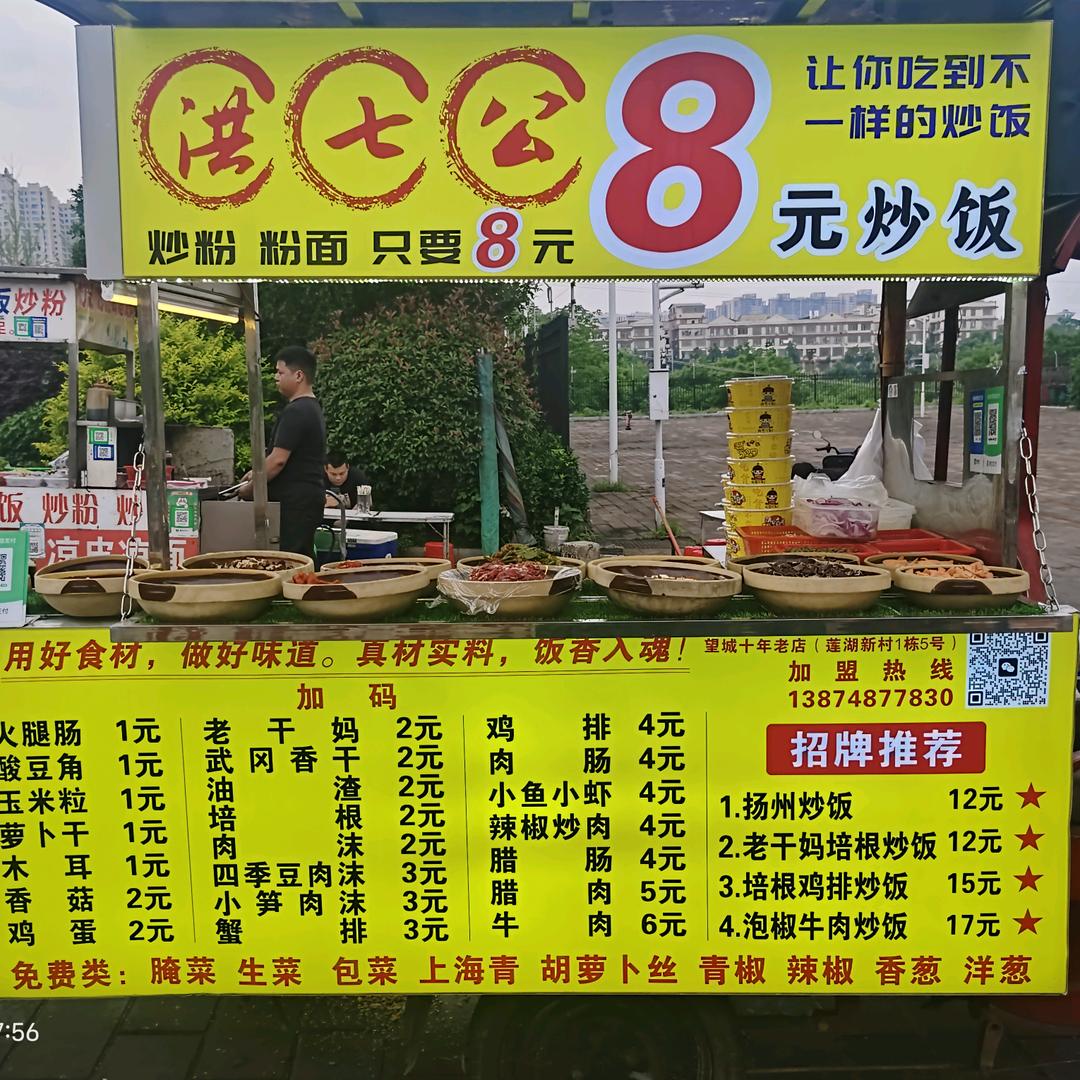 洪七公
8
让你吃到不
一样的炒饭
元炒饭
炒粉 粉面 只要8元
炒粉
饭 炒粉 炒
凉皮凉面
用好食材，做好味道。真材实料，饭香入魂！
望城十年老店（莲湖新村1栋5号）
加盟热线
13874877830
加码
火腿肠 1元
酸豆角 1元
玉米粒 1元
萝卜干 1元
木耳 1元
香菇 2元
鸡蛋 2元
老干妈 2元
武冈香干 2元
油渣 2元
培根 2元
肉沫 2元
四季豆肉沫 3元
小笋肉沫 3元
蟹排 3元
鸡排 4元
肉肠 4元
小鱼小虾 4元
辣椒炒肉 4元
腊肠 4元
腊肉 5元
牛肉 6元
招牌推荐
1.扬州炒饭 12元
2.老干妈培根炒饭 12元
3.培根鸡排炒饭 15元
4.泡椒牛肉炒饭 17元
免费类：腌菜 生菜 包菜 上海青 胡萝卜丝 青椒 辣椒 香葱 洋葱
7:56